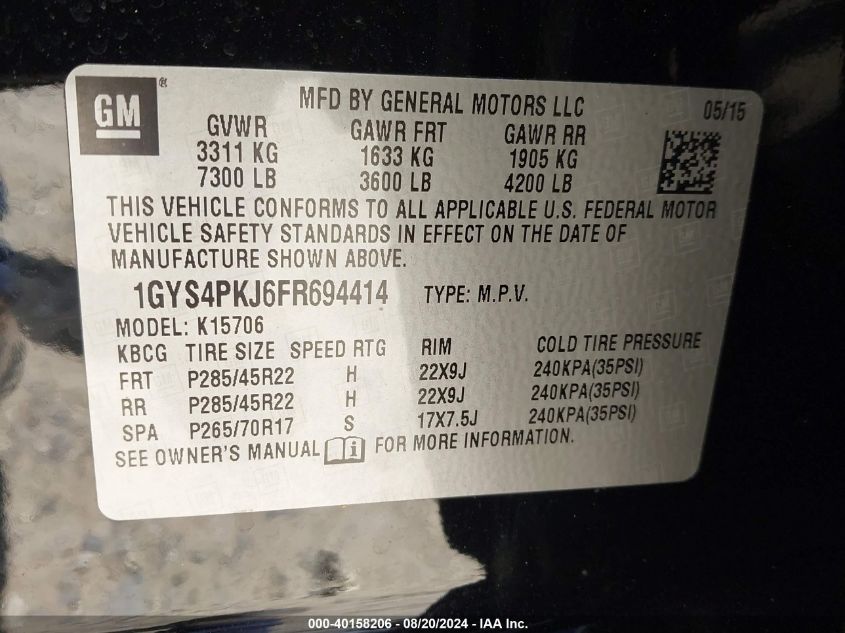 GM ®
MFD BY GENERAL MOTORS LLC 05/15
GVWR GAWR FRT GAWR RR
3311 KG 1633 KG 1905 KG
7300 LB 3600 LB 4200 LB
THIS VEHICLE CONFORMS TO ALL APPLICABLE U.S. FEDERAL MOTOR
VEHICLE SAFETY STANDARDS IN EFFECT ON THE DATE OF
MANUFACTURE SHOWN ABOVE.
1GYS4PKJ6FR694414 TYPE: M.P.V.
MODEL: K15706
KBCG TIRE SIZE SPEED RTG RIM COLD TIRE PRESSURE
FRT P285/45R22 H 22X9J 240KPA(35PSI)
RR P285/45R22 H 22X9J 240KPA(35PSI)
SPA P265/70R17 S 17X7.5J 240KPA(35PSI)
SEE OWNER'S MANUAL i FOR MORE INFORMATION.
000-40158206 - 08/20/2024 - IAA Inc.